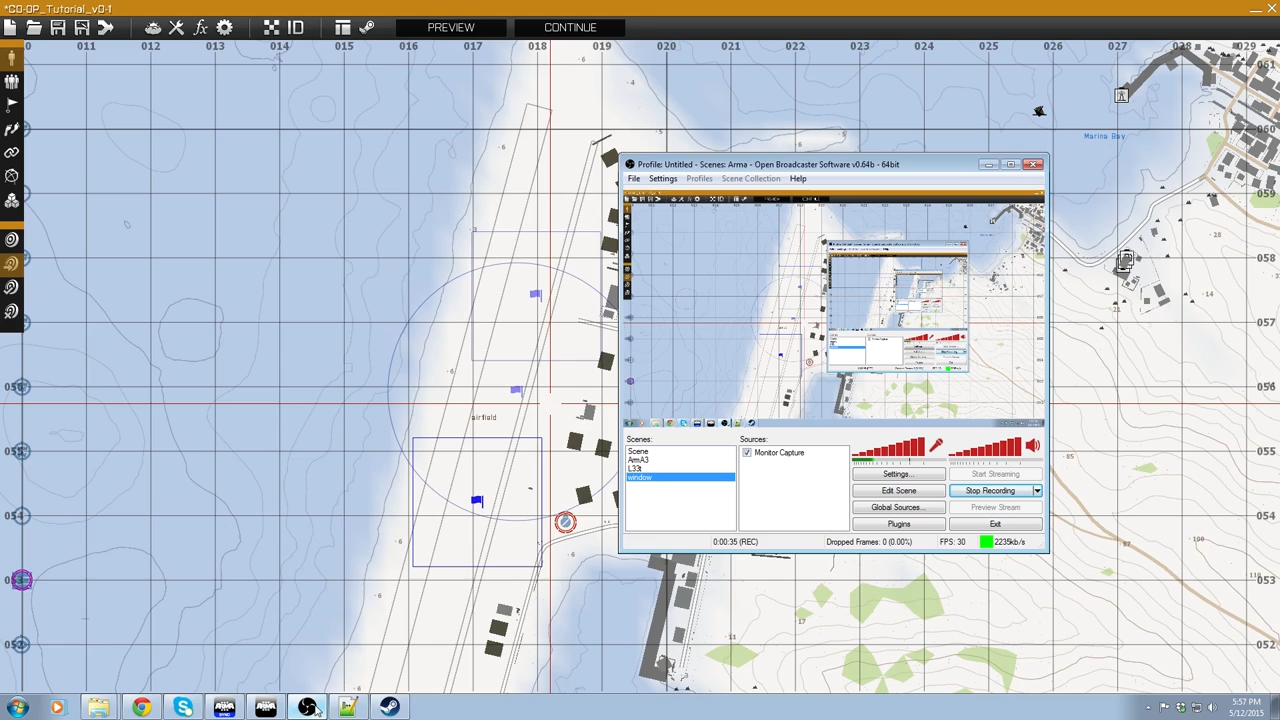 *CO-OP_Tutorial_v0-1
ID PREVIEW CONTINUE
0 011 012 013 014 015 016 017 018 019 020 021 022 023 024 025 026 027 028 029
061
060
059
058
057
056
055
054
053
052
Marina Bay
airfield
Profile: Untitled - Scenes: Arma - Open Broadcaster Software v0.64b - 64bit
File Settings Profiles Scene Collection Help
Scenes: Sources:
Scene
ArmA3
L33t
window
Monitor Capture
Settings... Start Streaming
Edit Scene Stop Recording
Global Sources... Preview Stream
Plugins Exit
0:00:35 (REC) Dropped Frames: 0 (0.00%) FPS: 30 2235kb/s
5:57 PM
5/12/2015